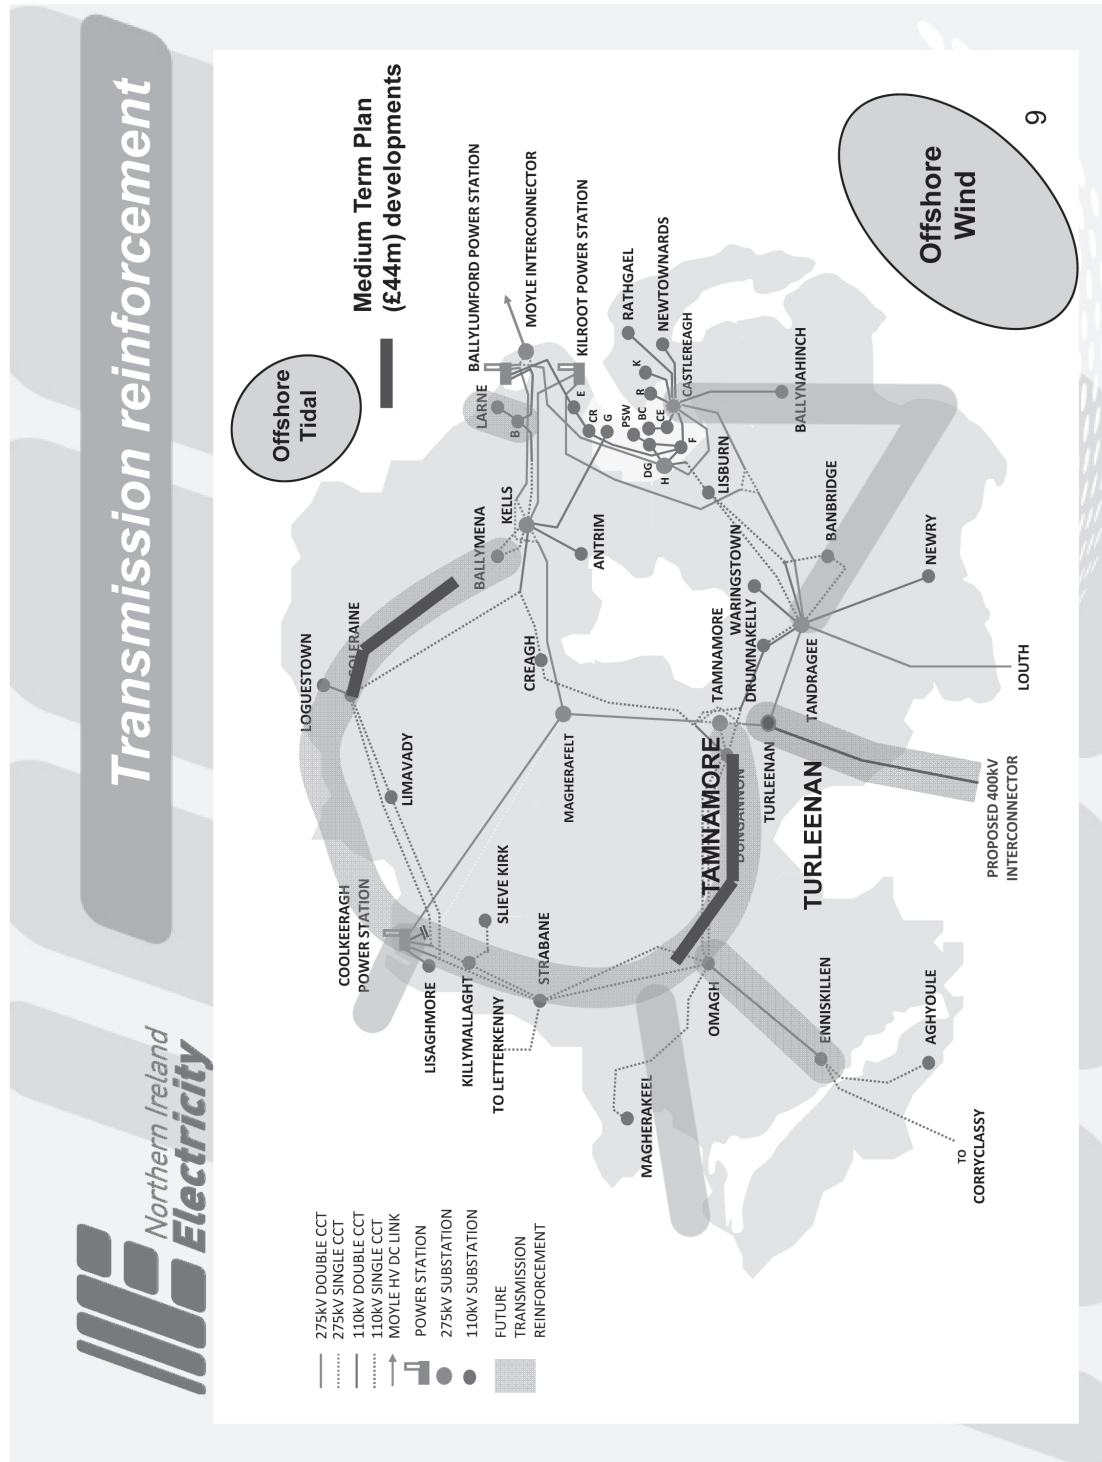 Northern Ireland
Electricity
Transmission reinforcement
275kV DOUBLE CCT
275kV SINGLE CCT
110kV DOUBLE CCT
110kV SINGLE CCT
MOYLE HV DC LINK
POWER STATION
275kV SUBSTATION
110kV SUBSTATION
FUTURE
TRANSMISSION
REINFORCEMENT
Offshore
Tidal
Medium Term Plan
(£44m) developments
LOGUESTOWN
COLERAINE
BALLYMENA
KELLS
LARNE
B
BALLYLUMFORD POWER STATION
MOYLE INTERCONNECTOR
KILROOT POWER STATION
COOLKEERAGH
POWER STATION
LIMAVADY
LISAGHMORE
KILLYMALLAGHT
SLIEVE KIRK
TO LETTERKENNY
STRABANE
CREAGH
ANTRIM
MAGHERAFELT
E
CR
G
PSW
BC
R
K
CE
DG
H
F
RATHGAEL
NEWTOWNARDS
CASTLEREAGH
LISBURN
BALLYNAHINCH
MAGHERAKEEL
OMAGH
TAMNAMORE
DUNGANNON
TAMNAMORE
DRUMNAKELLY
WARINGSTOWN
BANBRIDGE
TURLEENAN
TURLEENAN
TANDRAGEE
NEWRY
LOUTH
ENNISKILLEN
AGHYOULE
TO
CORRYCLASSY
PROPOSED 400kV
INTERCONNECTOR
Offshore
Wind
9